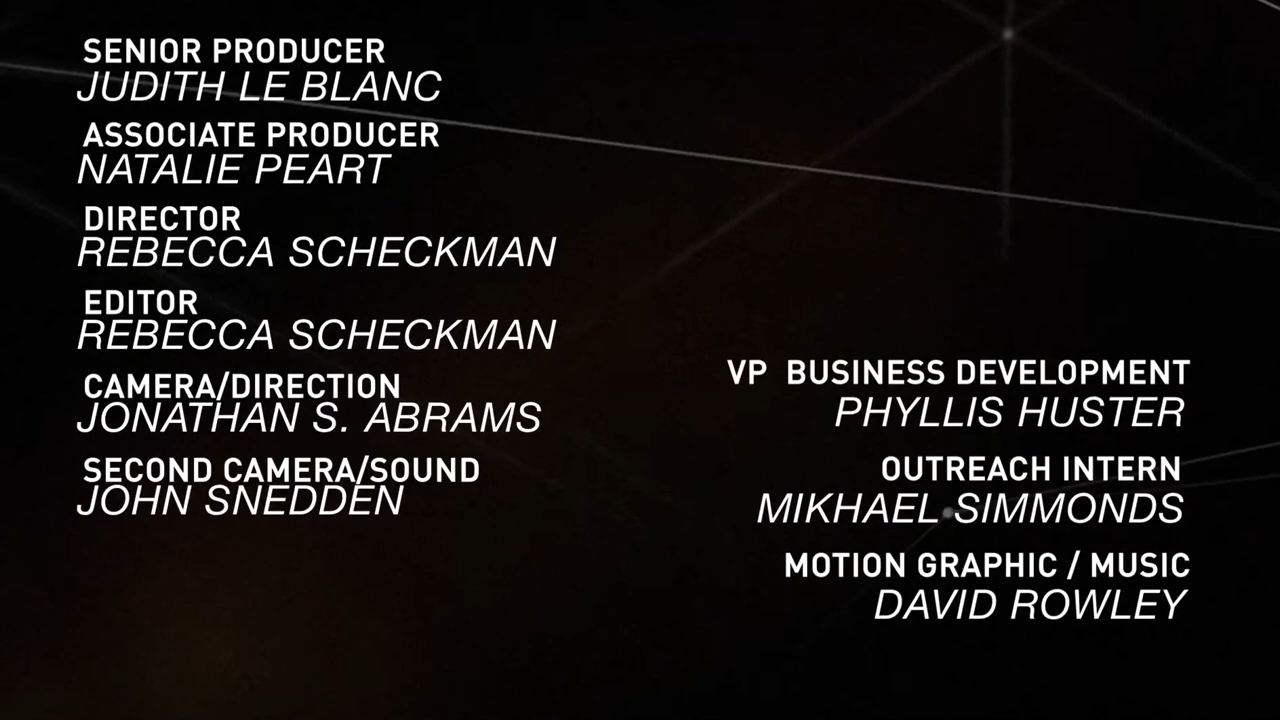 SENIOR PRODUCER
JUDITH LE BLANC
ASSOCIATE PRODUCER
NATALIE PEART
DIRECTOR
REBECCA SCHECKMAN
EDITOR
REBECCA SCHECKMAN
CAMERA/DIRECTION
JONATHAN S. ABRAMS
SECOND CAMERA/SOUND
JOHN SNEDDEN
VP BUSINESS DEVELOPMENT
PHYLLIS HUSTER
OUTREACH INTERN
MIKHAEL SIMMONDS
MOTION GRAPHIC / MUSIC
DAVID ROWLEY